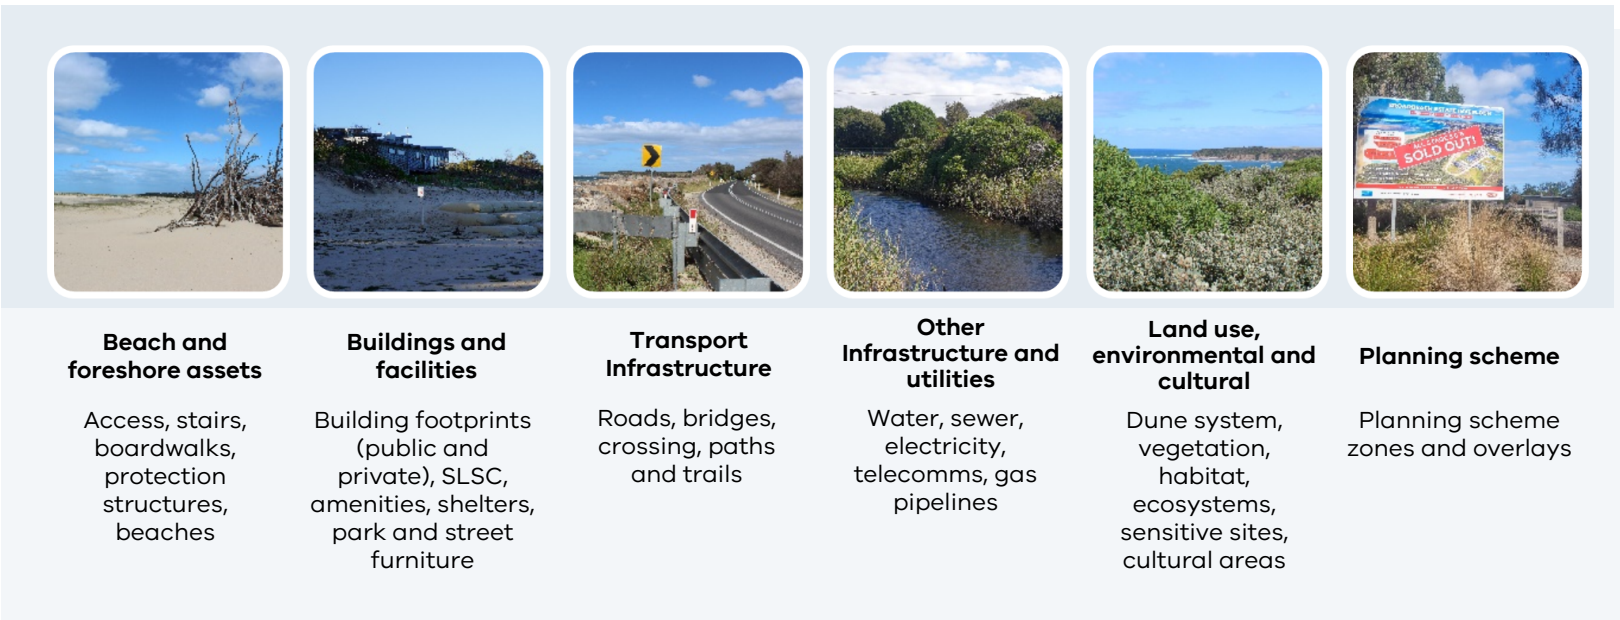 SOLD OUT!
Beach and
foreshore assets
Access, stairs,
boardwalks,
protection
structures,
beaches
Buildings and
facilities
Building footprints
(public and
private), SLSC,
amenities, shelters,
park and street
furniture
Transport
Infrastructure
Roads, bridges,
crossing, paths
and trails
Other
Infrastructure and
utilities
Water, sewer,
electricity,
telecomms, gas
pipelines
Land use,
environmental and
cultural
Dune system,
vegetation,
habitat,
ecosystems,
sensitive sites,
cultural areas
Planning scheme
Planning scheme
zones and overlays